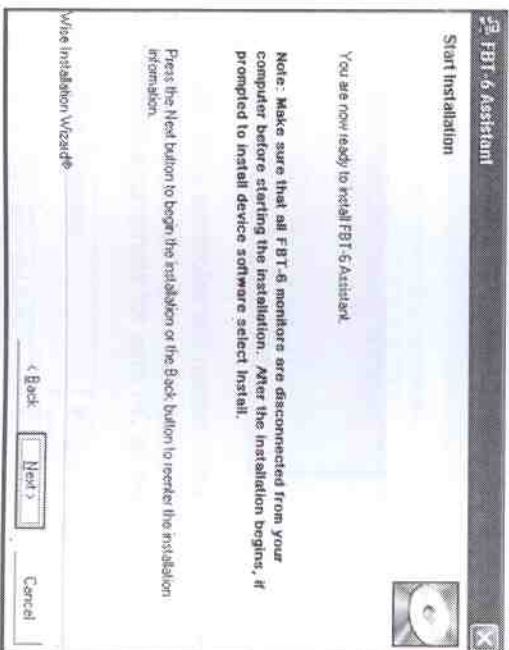 FBT-6 Assistant
Start Installation
You are now ready to install FBT-6 Assistant.
Note: Make sure that all FBT-6 monitors are disconnected from your
computer before starting the installation. After the installation begins, if
prompted to install device software select Install.
Press the Next button to begin the installation or the Back button to reenter the installation
information.
Wise Installation Wizard®
< Back
Next >
Cancel